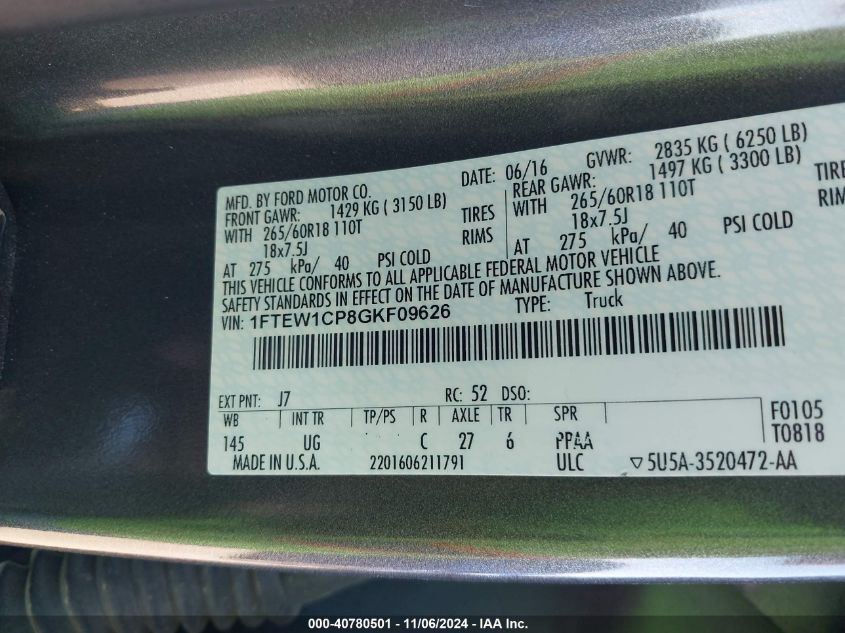 MFD. BY FORD MOTOR CO. DATE: 06/16 GVWR: 2835 KG ( 6250 LB)
FRONT GAWR: 1429 KG ( 3150 LB) REAR GAWR: 1497 KG ( 3300 LB)
WITH 265/60R18 110T TIRES WITH 265/60R18 110T TIRE
18x7.5J RIMS 18x7.5J RIM
AT 275 kPa/ 40 PSI COLD AT 275 kPa/ 40 PSI COLD
THIS VEHICLE CONFORMS TO ALL APPLICABLE FEDERAL MOTOR VEHICLE
SAFETY STANDARDS IN EFFECT ON THE DATE OF MANUFACTURE SHOWN ABOVE.
VIN: 1FTEW1CP8GKF09626 TYPE: Truck
EXT PNT: J7 RC: 52 DSO:
WB INT TR TP/PS R AXLE TR SPR F0105
145 UG C 27 6 PPAA T0818
MADE IN U.S.A. 2201606211791 ULC ▽5U5A-3520472-AA
000-40780501 - 11/06/2024 - IAA Inc.